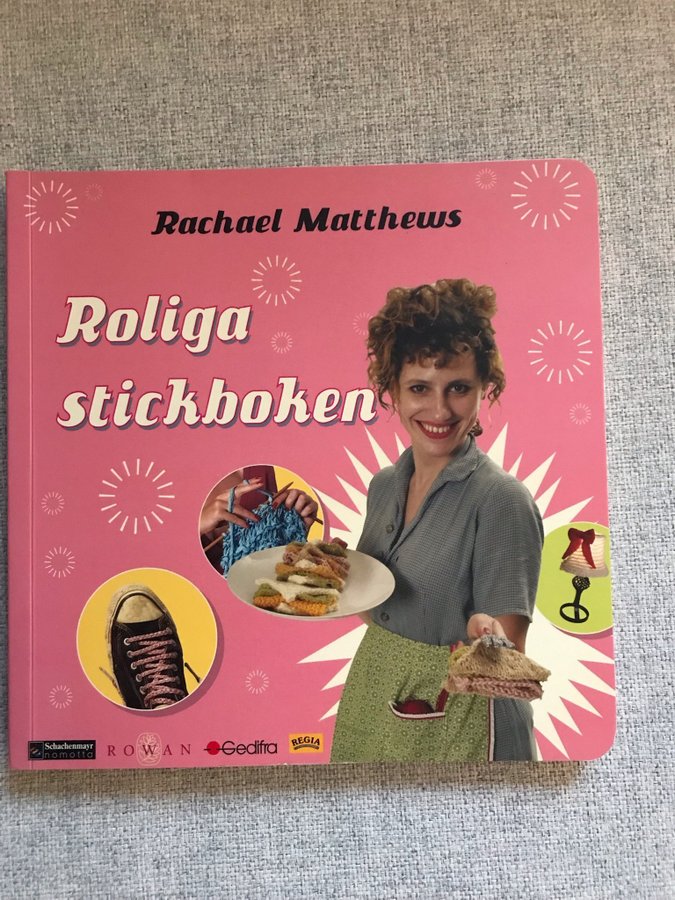 Rachael Matthews
Roliga
stickboken
Schachenmayr
nomotta
ROWAN
Gedifra
REGIA